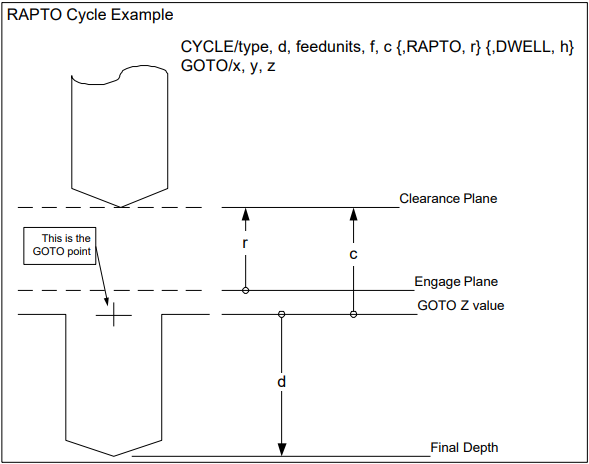 RAPTO Cycle Example
CYCLE/type, d, feedunits, f, c {,RAPTO, r} {,DWELL, h}
GOTO/x, y, z
Clearance Plane
This is the
GOTO point
r
c
Engage Plane
GOTO Z value
d
Final Depth